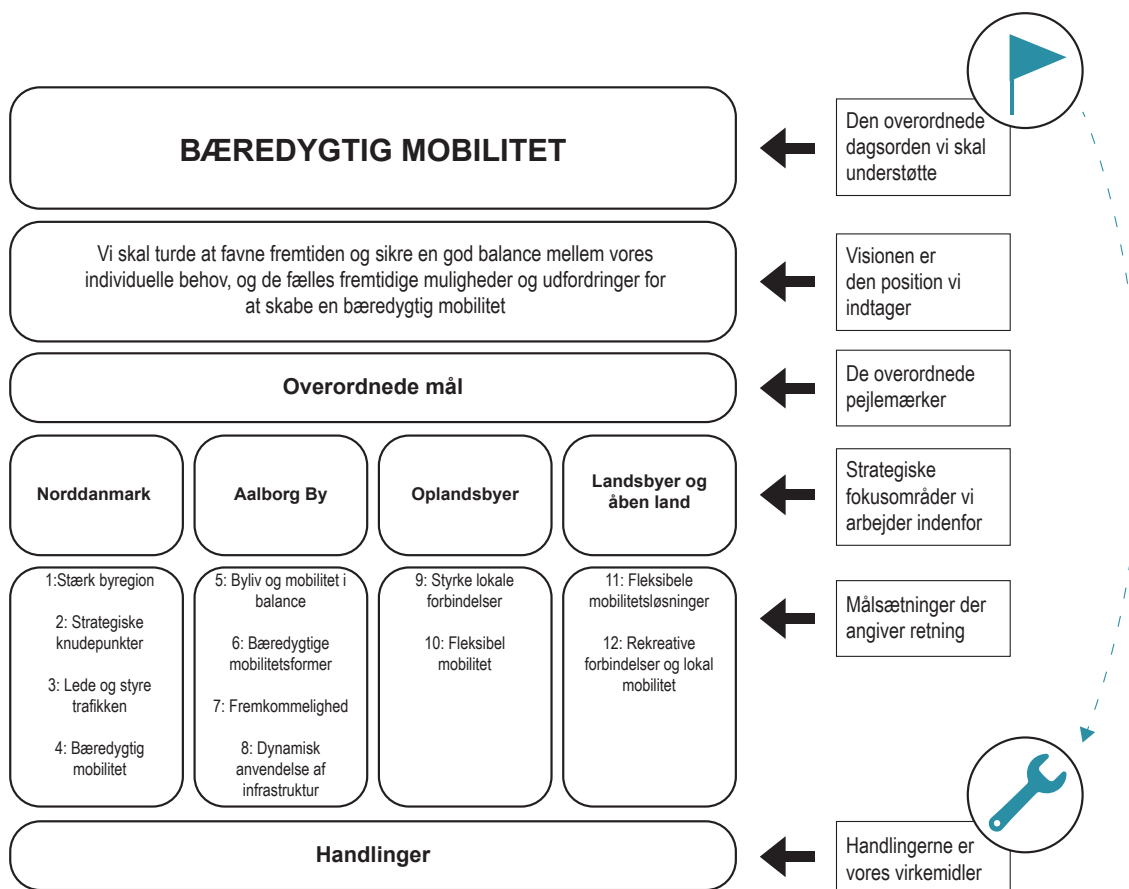 BÆREDYGTIG MOBILITET
Den overordnede
dagsorden vi skal
understøtte
Vi skal turde at favne fremtiden og sikre en god balance mellem vores
individuelle behov, og de fælles fremtidige muligheder og udfordringer for
at skabe en bæredygtig mobilitet
Visionen er
den position vi
indtager
Overordnede mål
De overordnede
pejlemærker
Norddanmark
Aalborg By
Oplandsbyer
Landsbyer og
åben land
Strategiske
fokusområder vi
arbejder indenfor
1:Stærk byregion
2: Strategiske
knudepunkter
3: Lede og styre
trafikken
4: Bæredygtig
mobilitet
5: Byliv og mobilitet i
balance
6: Bæredygtige
mobilitetsformer
7: Fremkommelighed
8: Dynamisk
anvendelse af
infrastruktur
9: Styrke lokale
forbindelser
10: Fleksibel
mobilitet
11: Fleksibele
mobilitetsløsninger
12: Rekreative
forbindelser og lokal
mobilitet
Målsætninger der
angiver retning
Handlinger
Handlingerne er
vores virkemidler